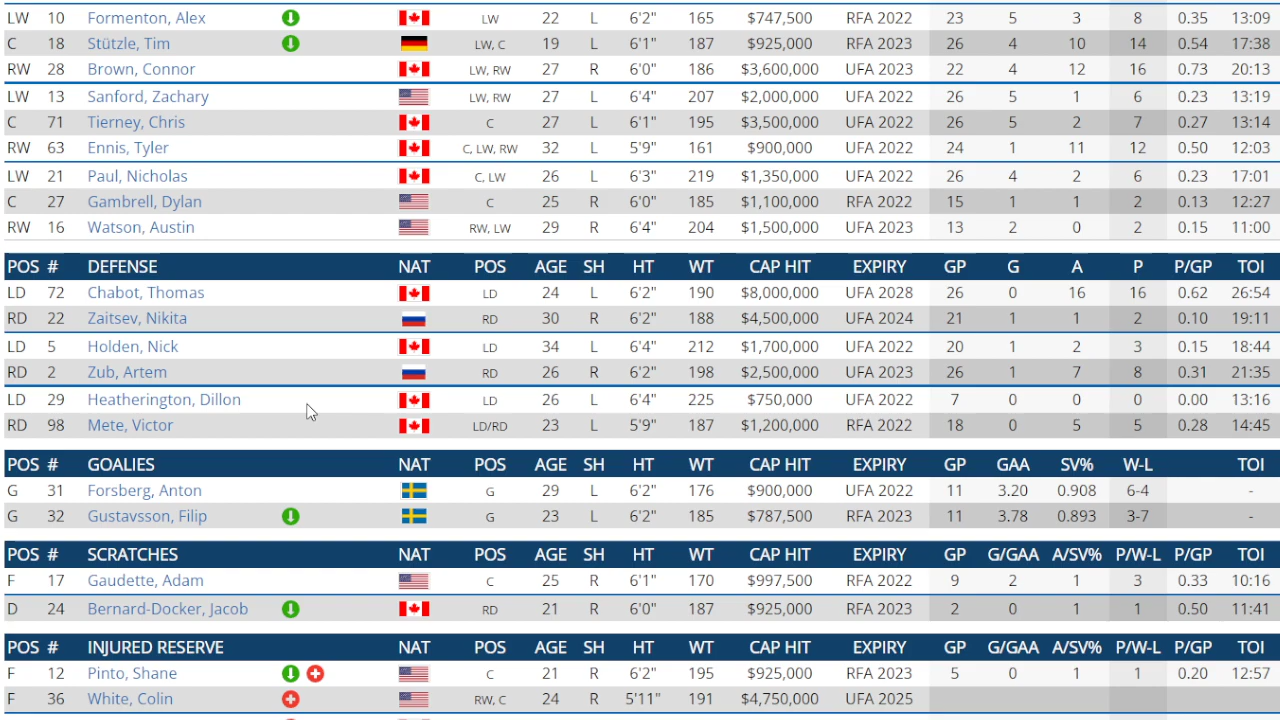 LW 10 Formenton, Alex LW 22 L 6'2" 165 $747,500 RFA 2022 23 5 3 8 0.35 13:09
C 18 Stützle, Tim LW, C 19 L 6'1" 187 $925,000 RFA 2023 26 4 10 14 0.54 17:38
RW 28 Brown, Connor LW, RW 27 R 6'0" 186 $3,600,000 UFA 2023 22 4 12 16 0.73 20:13
LW 13 Sanford, Zachary LW, RW 27 L 6'4" 207 $2,000,000 UFA 2022 26 5 1 6 0.23 13:13
C 71 Tierney, Chris C 27 L 6'1" 195 $3,500,000 UFA 2022 26 5 2 7 0.27 13:14
RW 63 Ennis, Tyler C, LW, RW 32 L 5'9" 161 $900,000 UFA 2022 24 1 11 12 0.50 12:03
LW 21 Paul, Nicholas C, LW 26 L 6'3" 219 $1,350,000 UFA 2022 26 4 2 6 0.23 17:01
C 27 Gambrell, Dylan C 25 R 6'0" 185 $1,100,000 RFA 2022 15 1 1 2 0.13 12:27
RW 16 Watson, Austin RW, LW 29 R 6'4" 204 $1,500,000 UFA 2023 13 2 0 2 0.15 11:00
POS # DEFENSE NAT POS AGE SH HT WT CAP HIT EXPIRY GP G A P P/GP TOI
LD 72 Chabot, Thomas LD 24 L 6'2" 190 $8,000,000 UFA 2028 26 0 16 16 0.62 26:54
RD 22 Zaitsev, Nikita RD 30 R 6'2" 188 $4,500,000 UFA 2024 21 1 1 2 0.10 19:11
LD 5 Holden, Nick LD 34 L 6'4" 212 $1,700,000 UFA 2022 20 1 2 3 0.15 18:44
RD 2 Zub, Artem RD 26 R 6'2" 198 $2,500,000 UFA 2023 26 1 7 8 0.31 21:35
LD 29 Heatherington, Dillon LD 26 L 6'4" 225 $750,000 UFA 2022 7 0 0 0 0.00 13:16
RD 98 Mete, Victor LD/RD 23 L 5'9" 187 $1,200,000 RFA 2022 18 0 5 5 0.28 14:45
POS # GOALIES NAT POS AGE SH HT WT CAP HIT EXPIRY GP GAA SV% W-L TOI
G 31 Forsberg, Anton G 29 L 6'2" 176 $900,000 UFA 2022 11 3.20 0.908 6-4 -
G 32 Gustavsson, Filip G 23 L 6'2" 185 $787,500 UFA 2023 11 3.78 0.893 3-7 -
POS # SCRATCHES NAT POS AGE SH HT WT CAP HIT EXPIRY GP G/GAA A/SV% P/W-L P/GP TOI
F 17 Gaudette, Adam C 25 R 6'1" 170 $997,500 RFA 2022 9 2 1 3 0.33 10:16
D 24 Bernard-Docker, Jacob RD 21 R 6'0" 187 $925,000 RFA 2023 2 0 1 1 0.50 11:41
POS # INJURED RESERVE NAT POS AGE SH HT WT CAP HIT EXPIRY GP G/GAA A/SV% P/W-L P/GP TOI
F 12 Pinto, Shane C 21 R 6'2" 195 $925,000 RFA 2023 5 0 1 1 0.20 12:57
F 36 White, Colin RW, C 24 R 5'11" 191 $4,750,000 UFA 2025